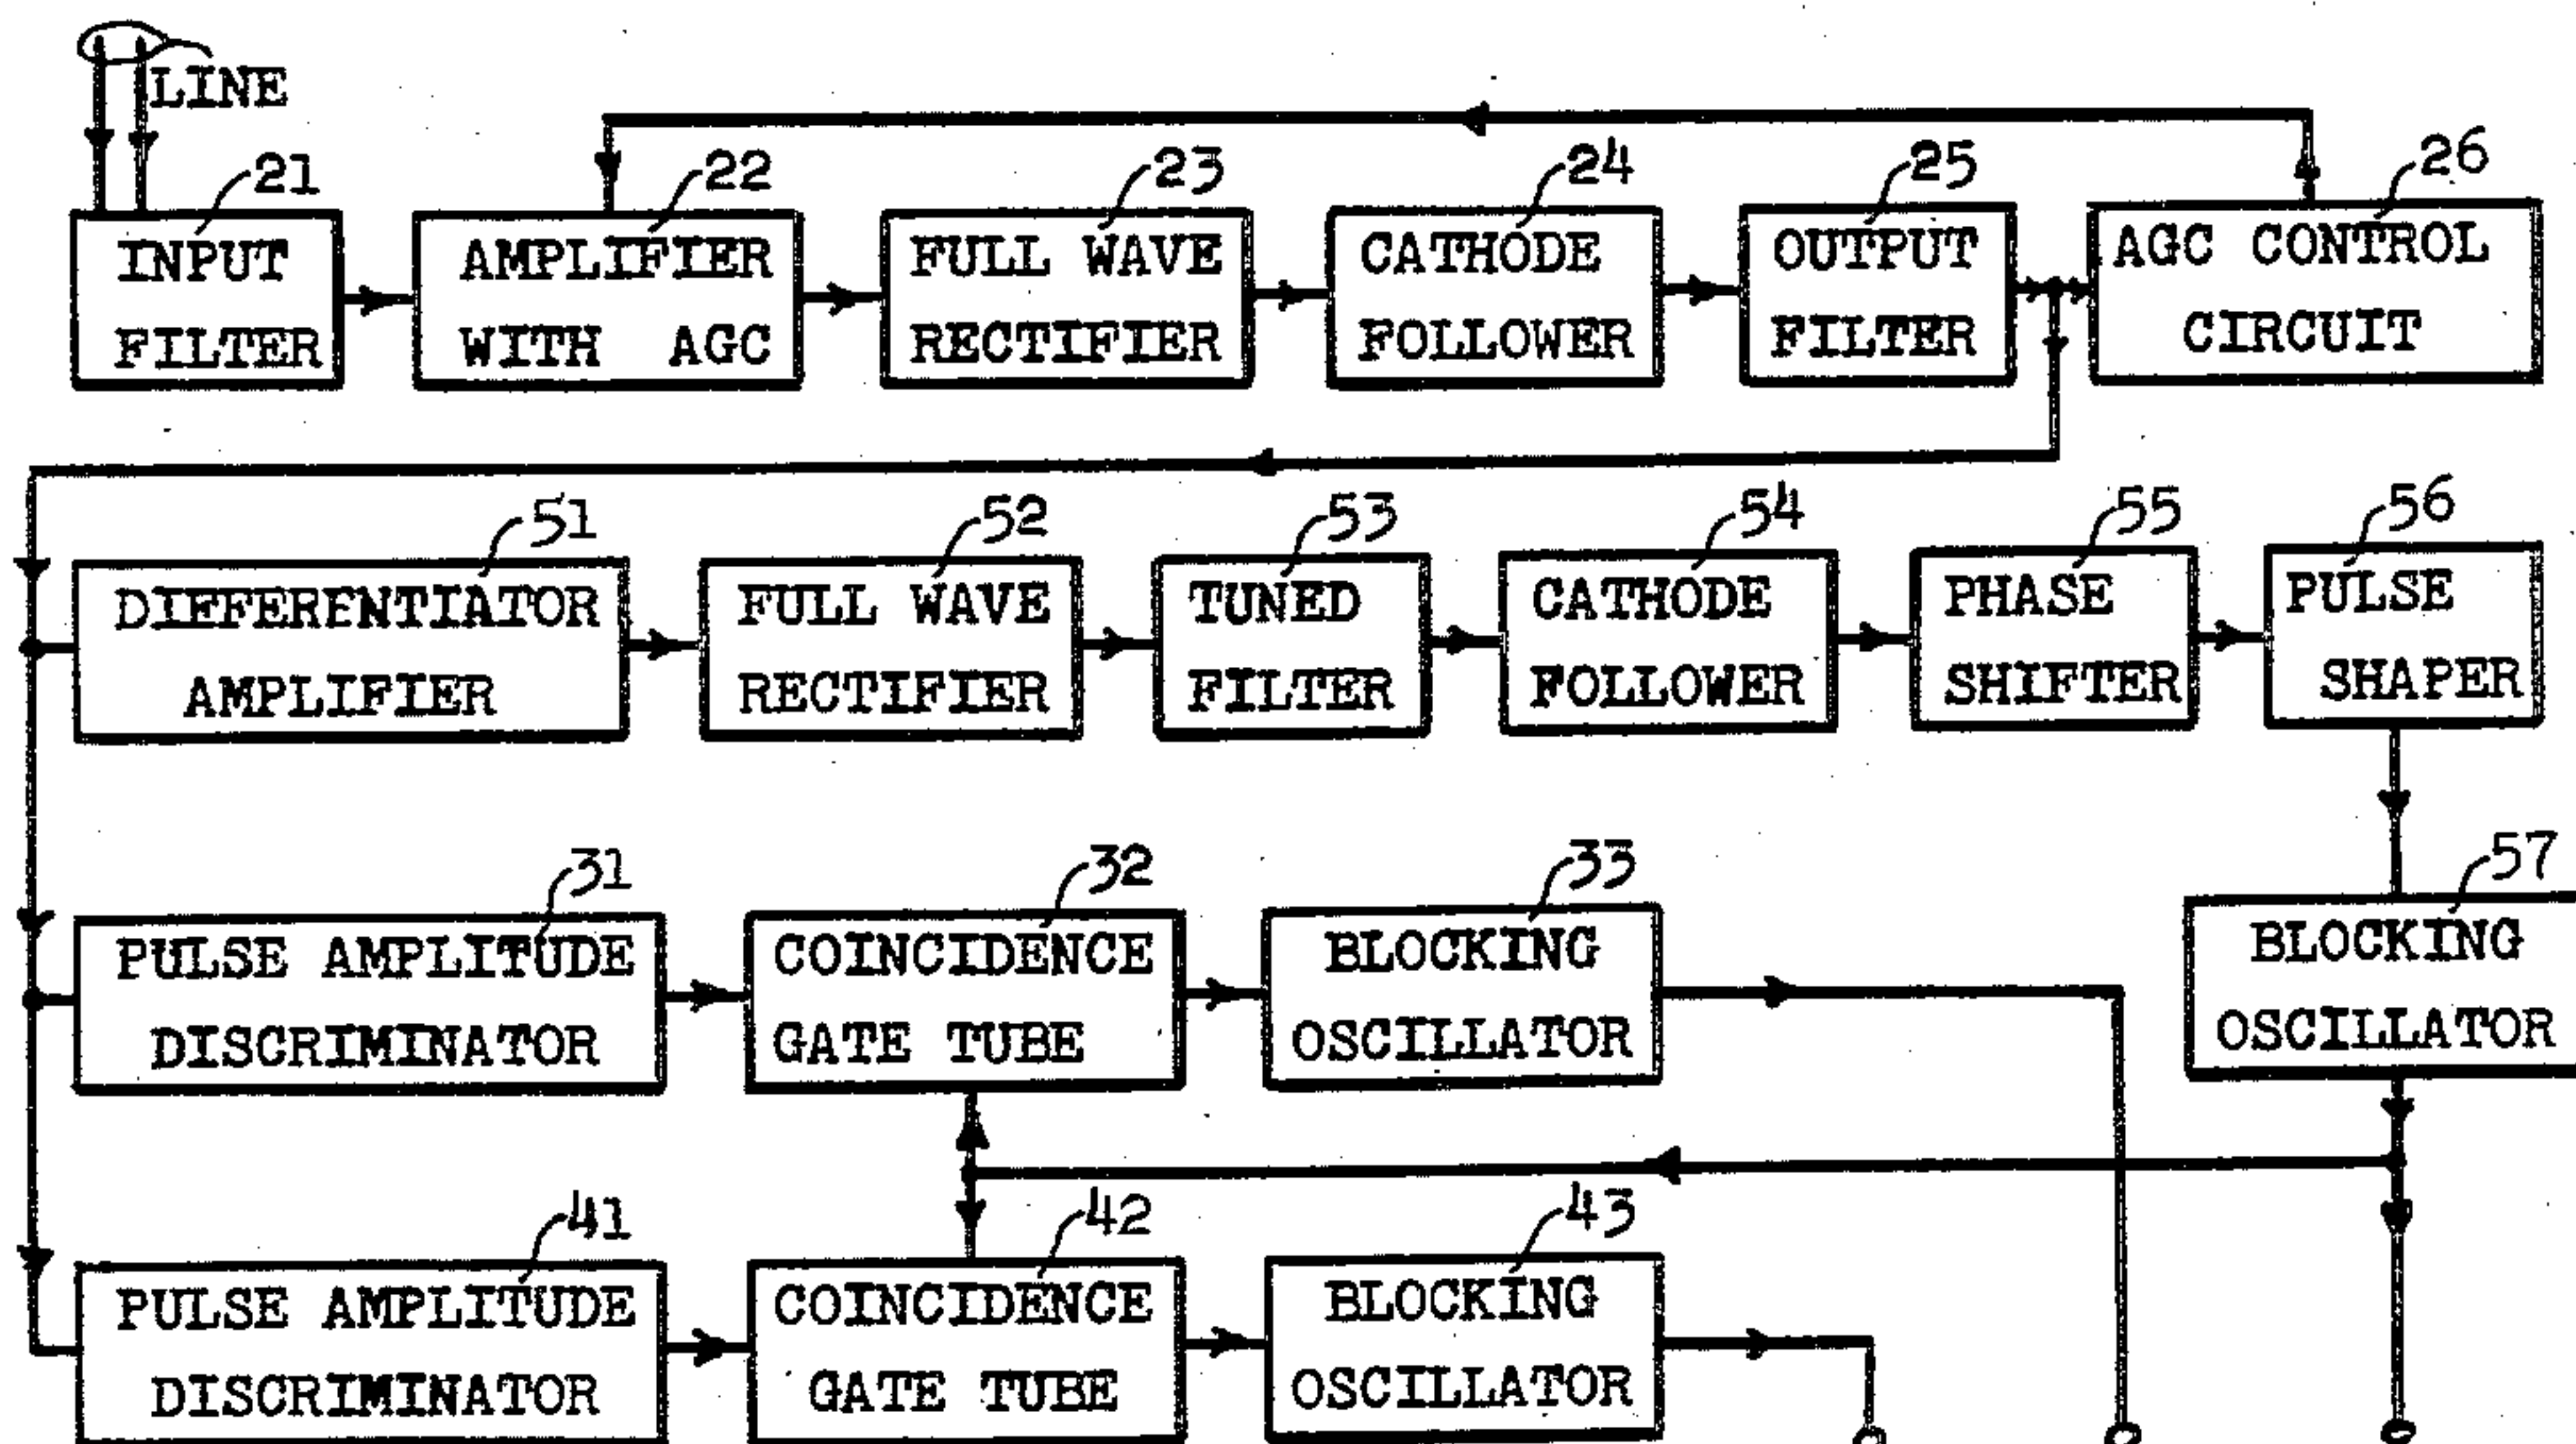 LINE
21
22
23
24
25
26
INPUT
FILTER
AMPLIFIER
WITH AGC
FULL WAVE
RECTIFIER
CATHODE
FOLLOWER
OUTPUT
FILTER
AGC CONTROL
CIRCUIT
51
52
53
54
55
56
DIFFERENTIATOR
AMPLIFIER
FULL WAVE
RECTIFIER
TUNED
FILTER
CATHODE
FOLLOWER
PHASE
SHIFTER
PULSE
SHAPER
31
32
33
57
PULSE AMPLITUDE
DISCRIMINATOR
COINCIDENCE
GATE TUBE
BLOCKING
OSCILLATOR
BLOCKING
OSCILLATOR
41
42
43
PULSE AMPLITUDE
DISCRIMINATOR
COINCIDENCE
GATE TUBE
BLOCKING
OSCILLATOR